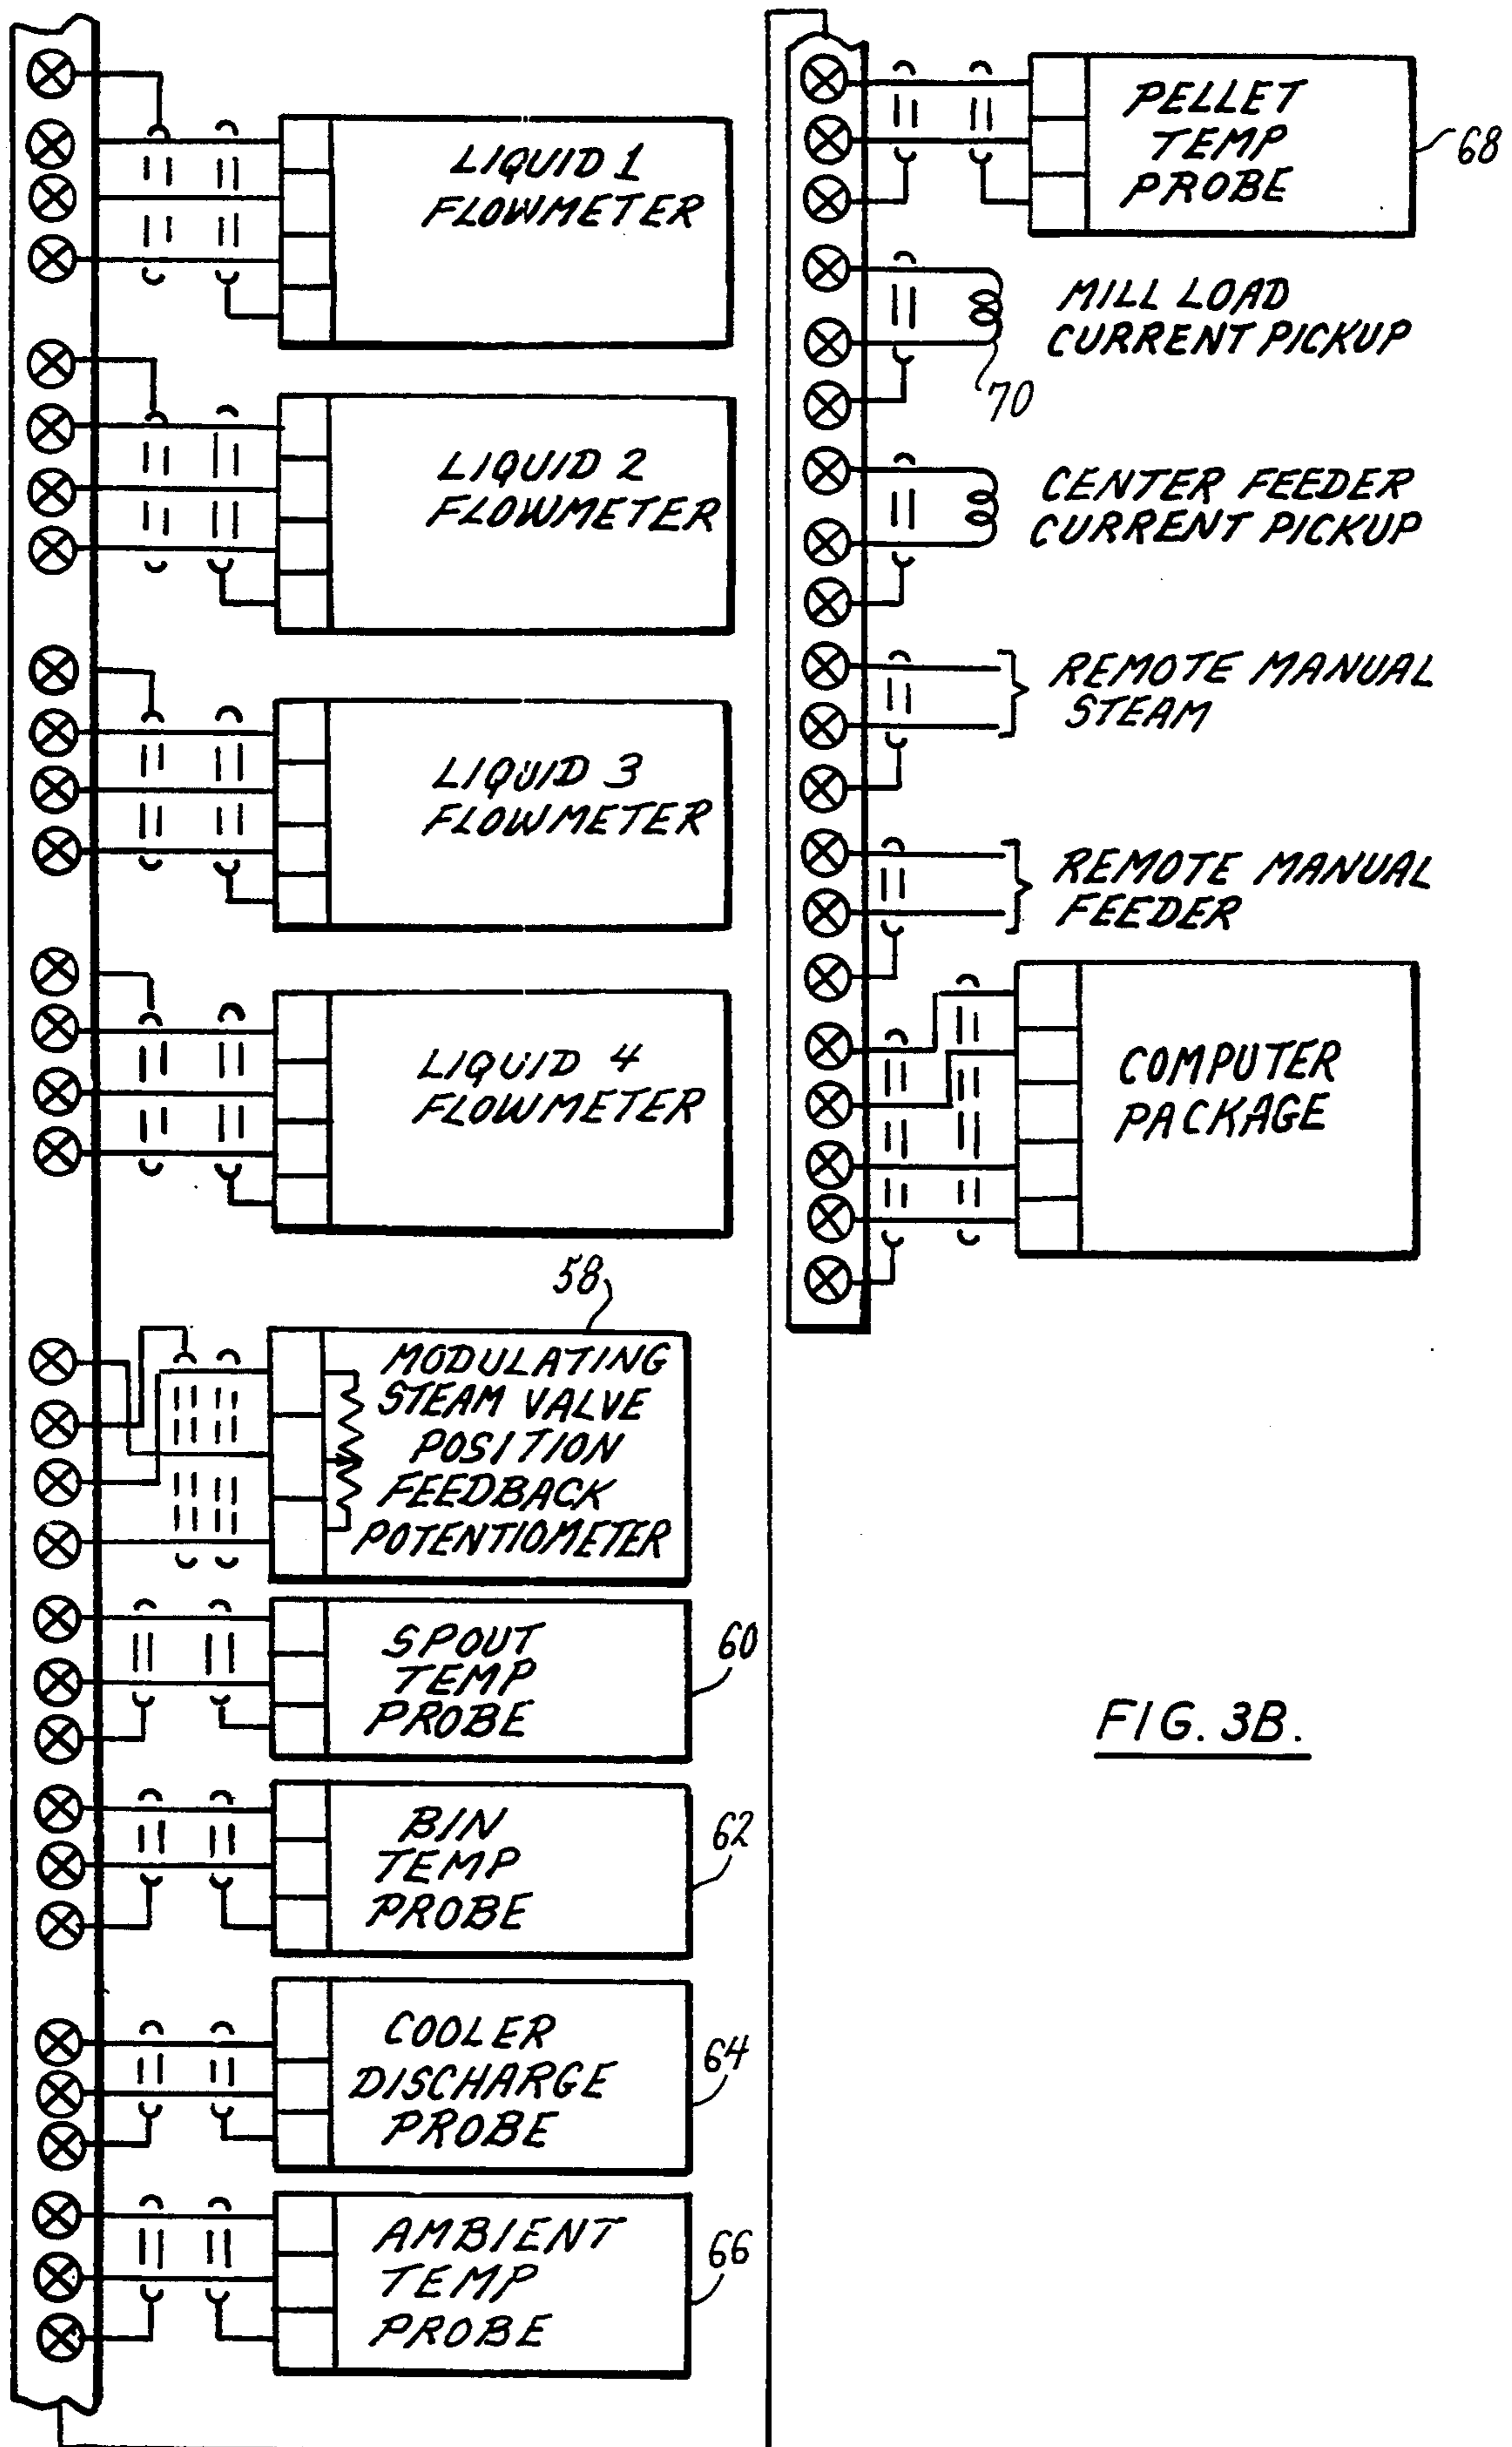 LIQUID 1
FLOWMETER
LIQUID 2
FLOWMETER
LIQUID 3
FLOWMETER
LIQUID 4
FLOWMETER
58
MODULATING
STEAM VALVE
POSITION
FEEDBACK
POTENTIOMETER
SPOUT
TEMP
PROBE
60
BIN
TEMP
PROBE
62
COOLER
DISCHARGE
PROBE
64
AMBIENT
TEMP
PROBE
66
PELLET
TEMP
PROBE
68
MILL LOAD
CURRENT PICKUP
70
CENTER FEEDER
CURRENT PICKUP
REMOTE MANUAL
STEAM
REMOTE MANUAL
FEEDER
COMPUTER
PACKAGE
FIG. 3B.